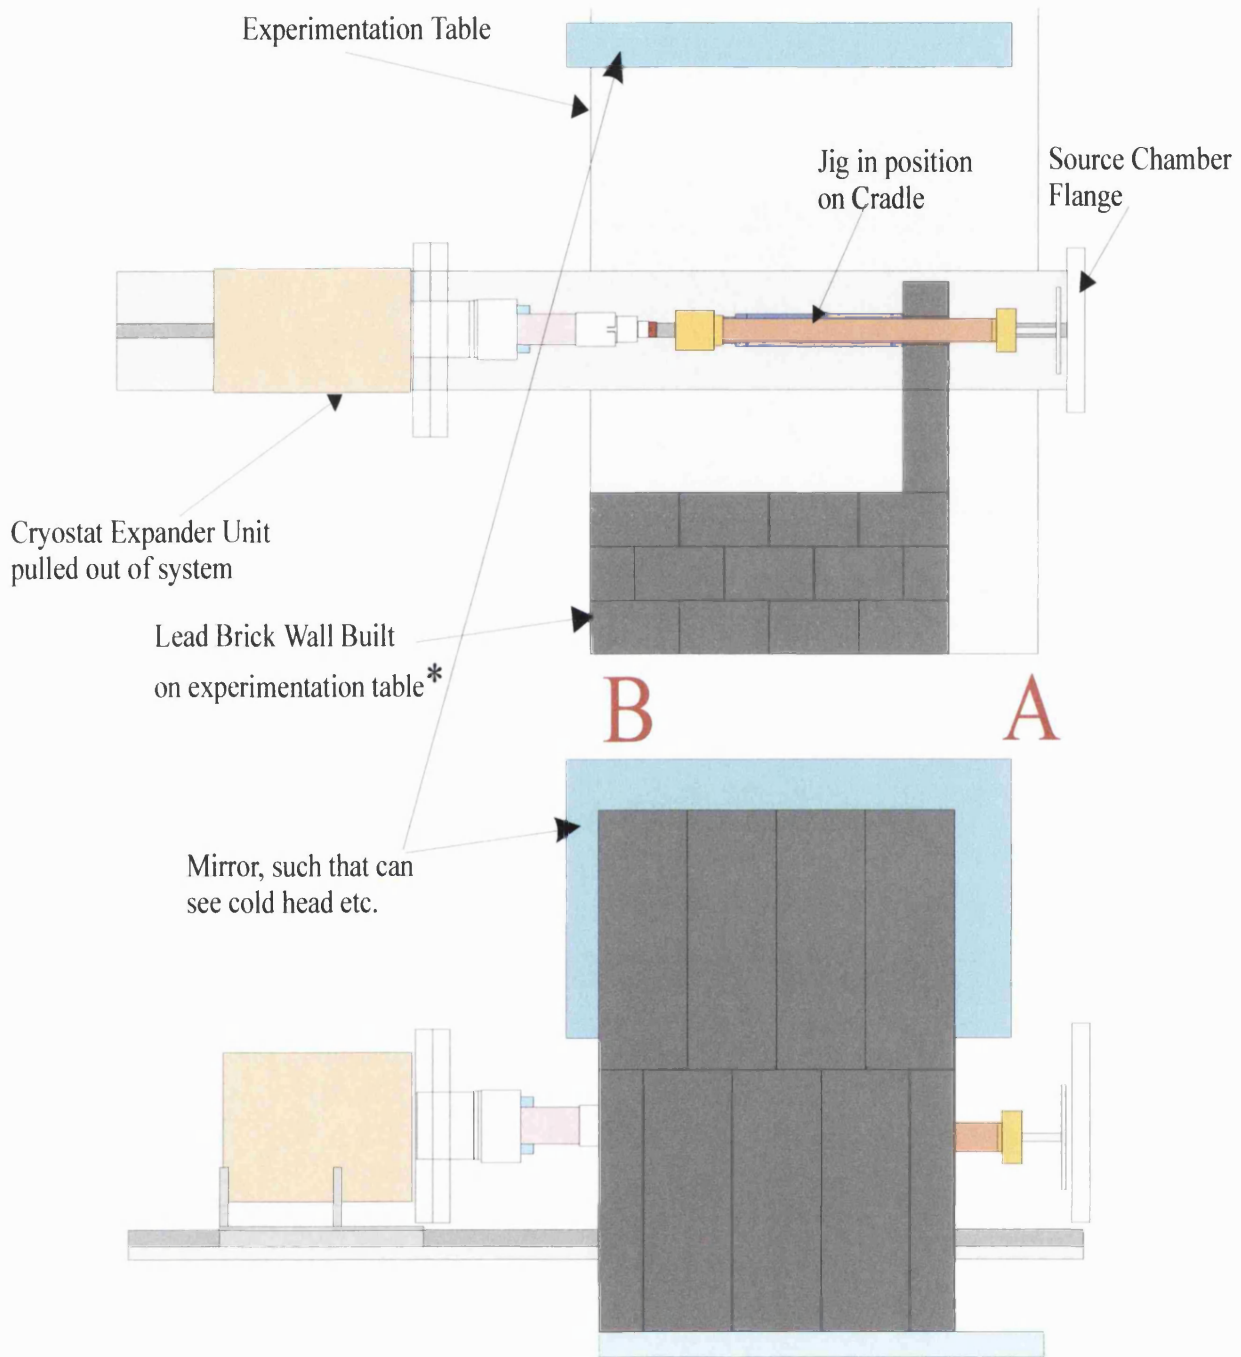 Experimentation Table
Jig in position
on Cradle
Source Chamber
Flange
Cryostat Expander Unit
pulled out of system
Lead Brick Wall Built
on experimentation table*
B
A
Mirror, such that can
see cold head etc.